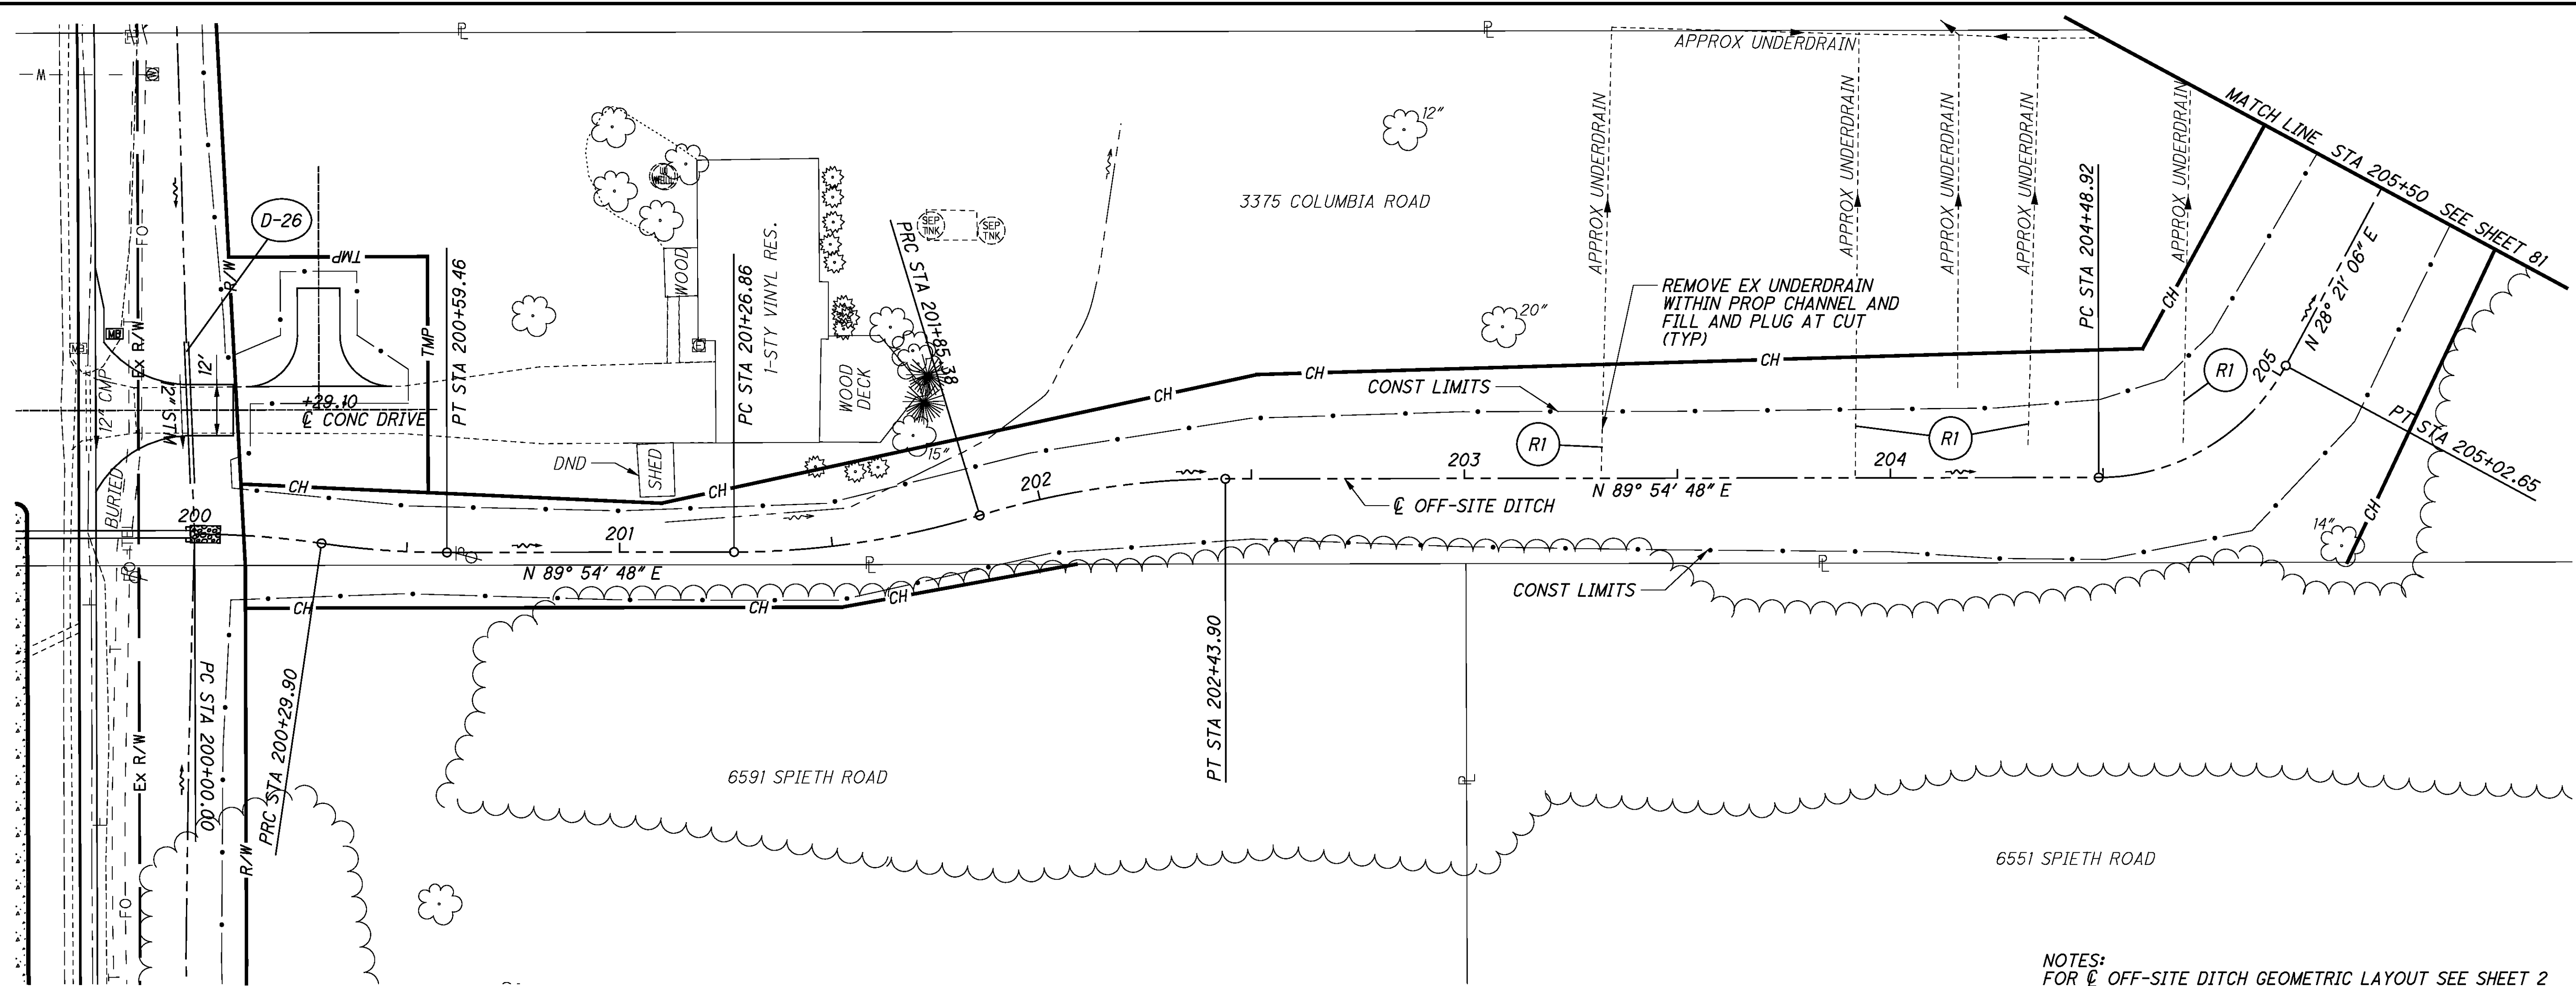 W
W
APPROX UNDERDRAIN
12"
3375 COLUMBIA ROAD
APPROX UNDERDRAIN
APPROX UNDERDRAIN
APPROX UNDERDRAIN
APPROX UNDERDRAIN
APPROX UNDERDRAIN
MATCH LINE STA 205+50 SEE SHEET 81
PC STA 204+48.92
N 28° 21' 06" E
D-26
FO
R/W
TMP
TMP
PT STA 200+59.46
WOOD
E
1-STY VINYL RES.
PC STA 201+26.86
PRC STA 201+85.38
SEP
TNK
SEP
TNK
WOOD
DECK
15"
20"
REMOVE EX UNDERDRAIN
WITHIN PROP CHANNEL AND
FILL AND PLUG AT CUT
(TYP)
MB
MB
EX R/W
12" CMP
12'
12" STM
+29.10
℄ CONC DRIVE
CH
CH
CH
CH
CH
CH
CONST LIMITS
R1
R1
R1
205
PT STA 205+02.65
DND
SHED
BURIED
200
201
202
203
204
℄ OFF-SITE DITCH
N 89° 54' 48" E
N 89° 54' 48" E
14"
CH
CH
CH
CH
CONST LIMITS
PC STA 200+00.00
PRC STA 200+29.90
PT STA 202+43.90
EX R/W
R/W
FO
6591 SPIETH ROAD
6551 SPIETH ROAD
NOTES:
FOR ℄ OFF-SITE DITCH GEOMETRIC LAYOUT SEE SHEET 2